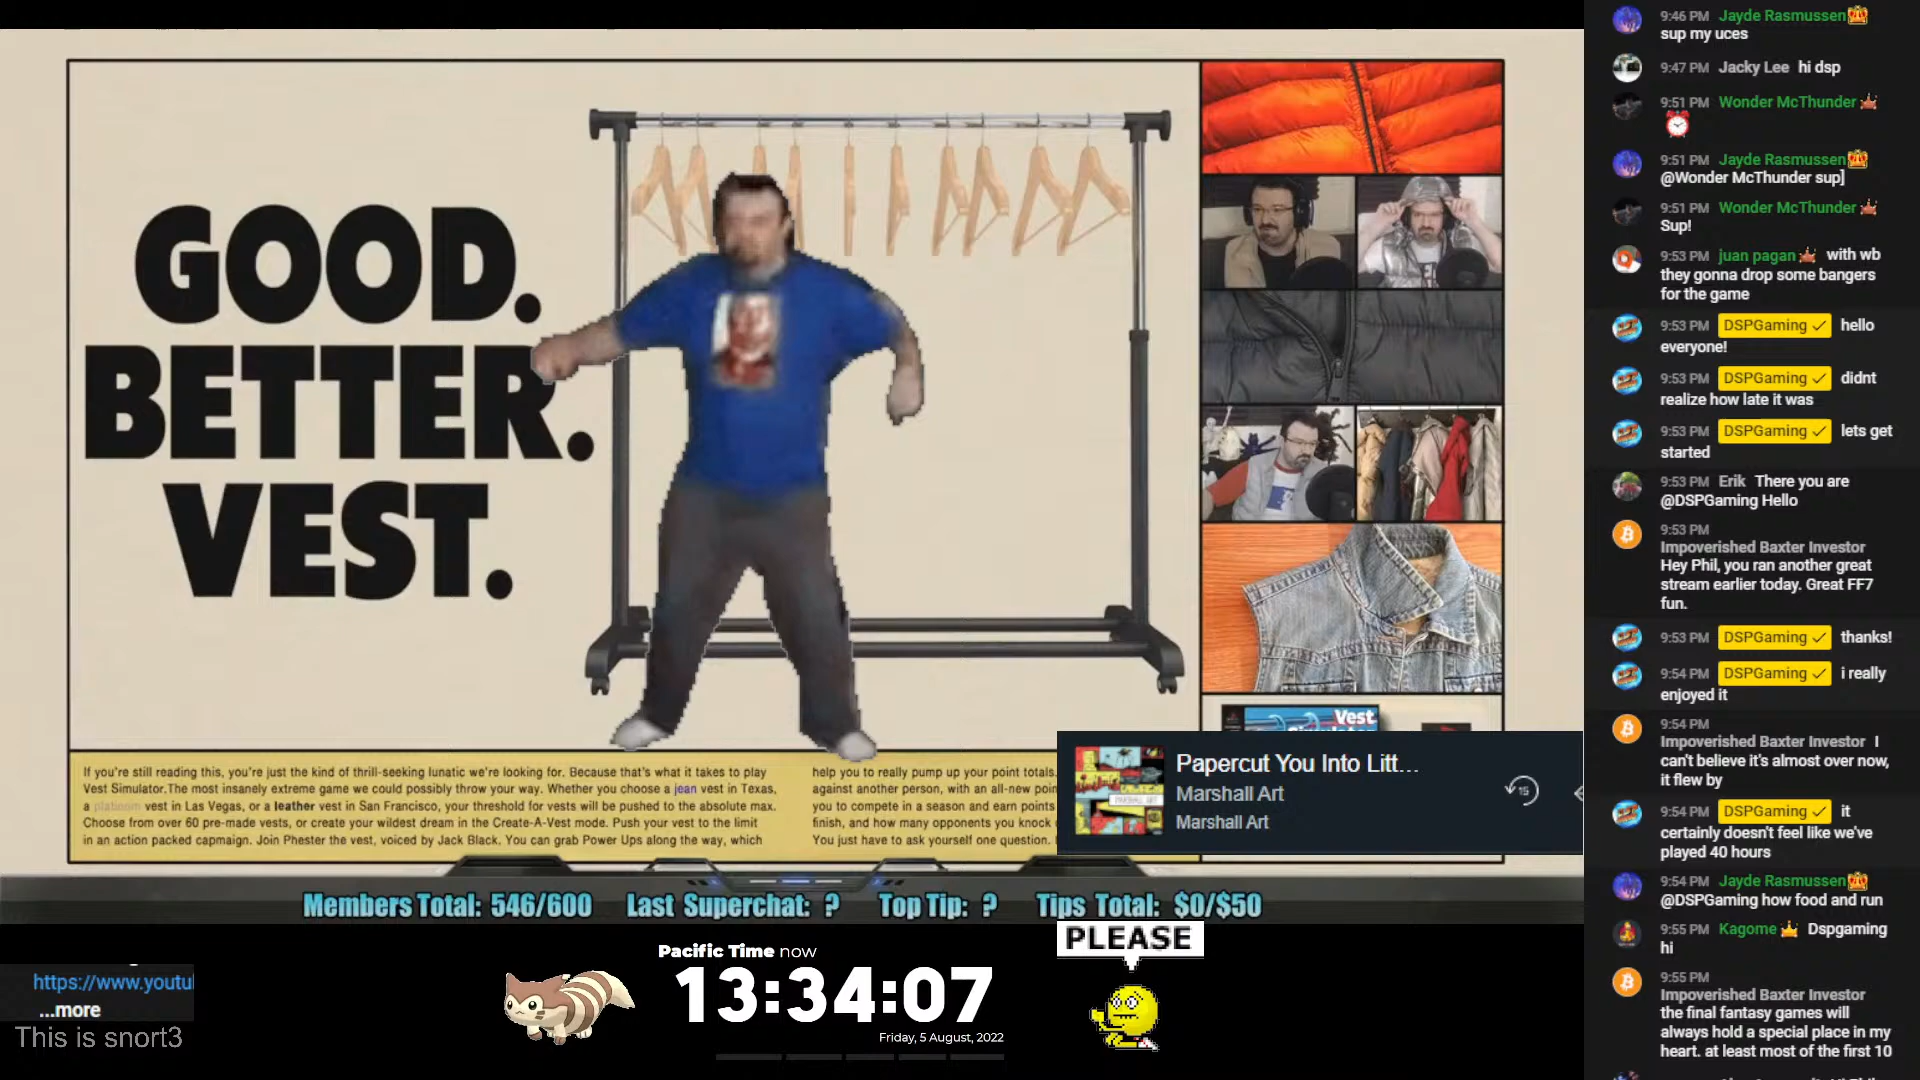 GOOD.
BETTER.
VEST.
Vest
If you're still reading this, you're just the kind of thrill-seeking lunatic we're looking for. Because that's what it takes to play
Vest Simulator.The most insanely extreme game we could possibly throw your way. Whether you choose a jean vest in Texas,
a platinum vest in Las Vegas, or a leather vest in San Francisco, your threshold for vests will be pushed to the absolute max.
Choose from over 60 pre-made vests, or create your wildest dream in the Create-A-Vest mode. Push your vest to the limit
in an action packed capmaign. Join Phester the vest, voiced by Jack Black. You can grab Power Ups along the way, which
help you to really pump up your point totals.
against another person, with an all-new poin
you to compete in a season and earn points
finish, and how many opponents you knock
You just have to ask yourself one question.
Papercut You Into Litt...
Marshall Art
Marshall Art
15
Members Total: 546/600 Last Superchat: ? Top Tip: ? Tips Total: $0/$50
PLEASE
Pacific Time now
13:34:07
Friday, 5 August, 2022
https://www.youtu
...more
This is snort3
9:46 PM Jayde Rasmussen
sup my uces
9:47 PM Jacky Lee hi dsp
9:51 PM Wonder McThunder
9:51 PM Jayde Rasmussen
@Wonder McThunder sup]
9:51 PM Wonder McThunder
Sup!
9:53 PM juan pagan with wb
they gonna drop some bangers
for the game
9:53 PM DSPGaming hello
everyone!
9:53 PM DSPGaming didnt
realize how late it was
9:53 PM DSPGaming lets get
started
9:53 PM Erik There you are
@DSPGaming Hello
9:53 PM
Impoverished Baxter Investor
Hey Phil, you ran another great
stream earlier today. Great FF7
fun.
9:53 PM DSPGaming thanks!
9:54 PM DSPGaming i really
enjoyed it
9:54 PM
Impoverished Baxter Investor I
can't believe it's almost over now,
it flew by
9:54 PM DSPGaming it
certainly doesn't feel like we've
played 40 hours
9:54 PM Jayde Rasmussen
@DSPGaming how food and run
9:55 PM Kagome Dspgaming
hi
9:55 PM
Impoverished Baxter Investor
the final fantasy games will
always hold a special place in my
heart. at least most of the first 10